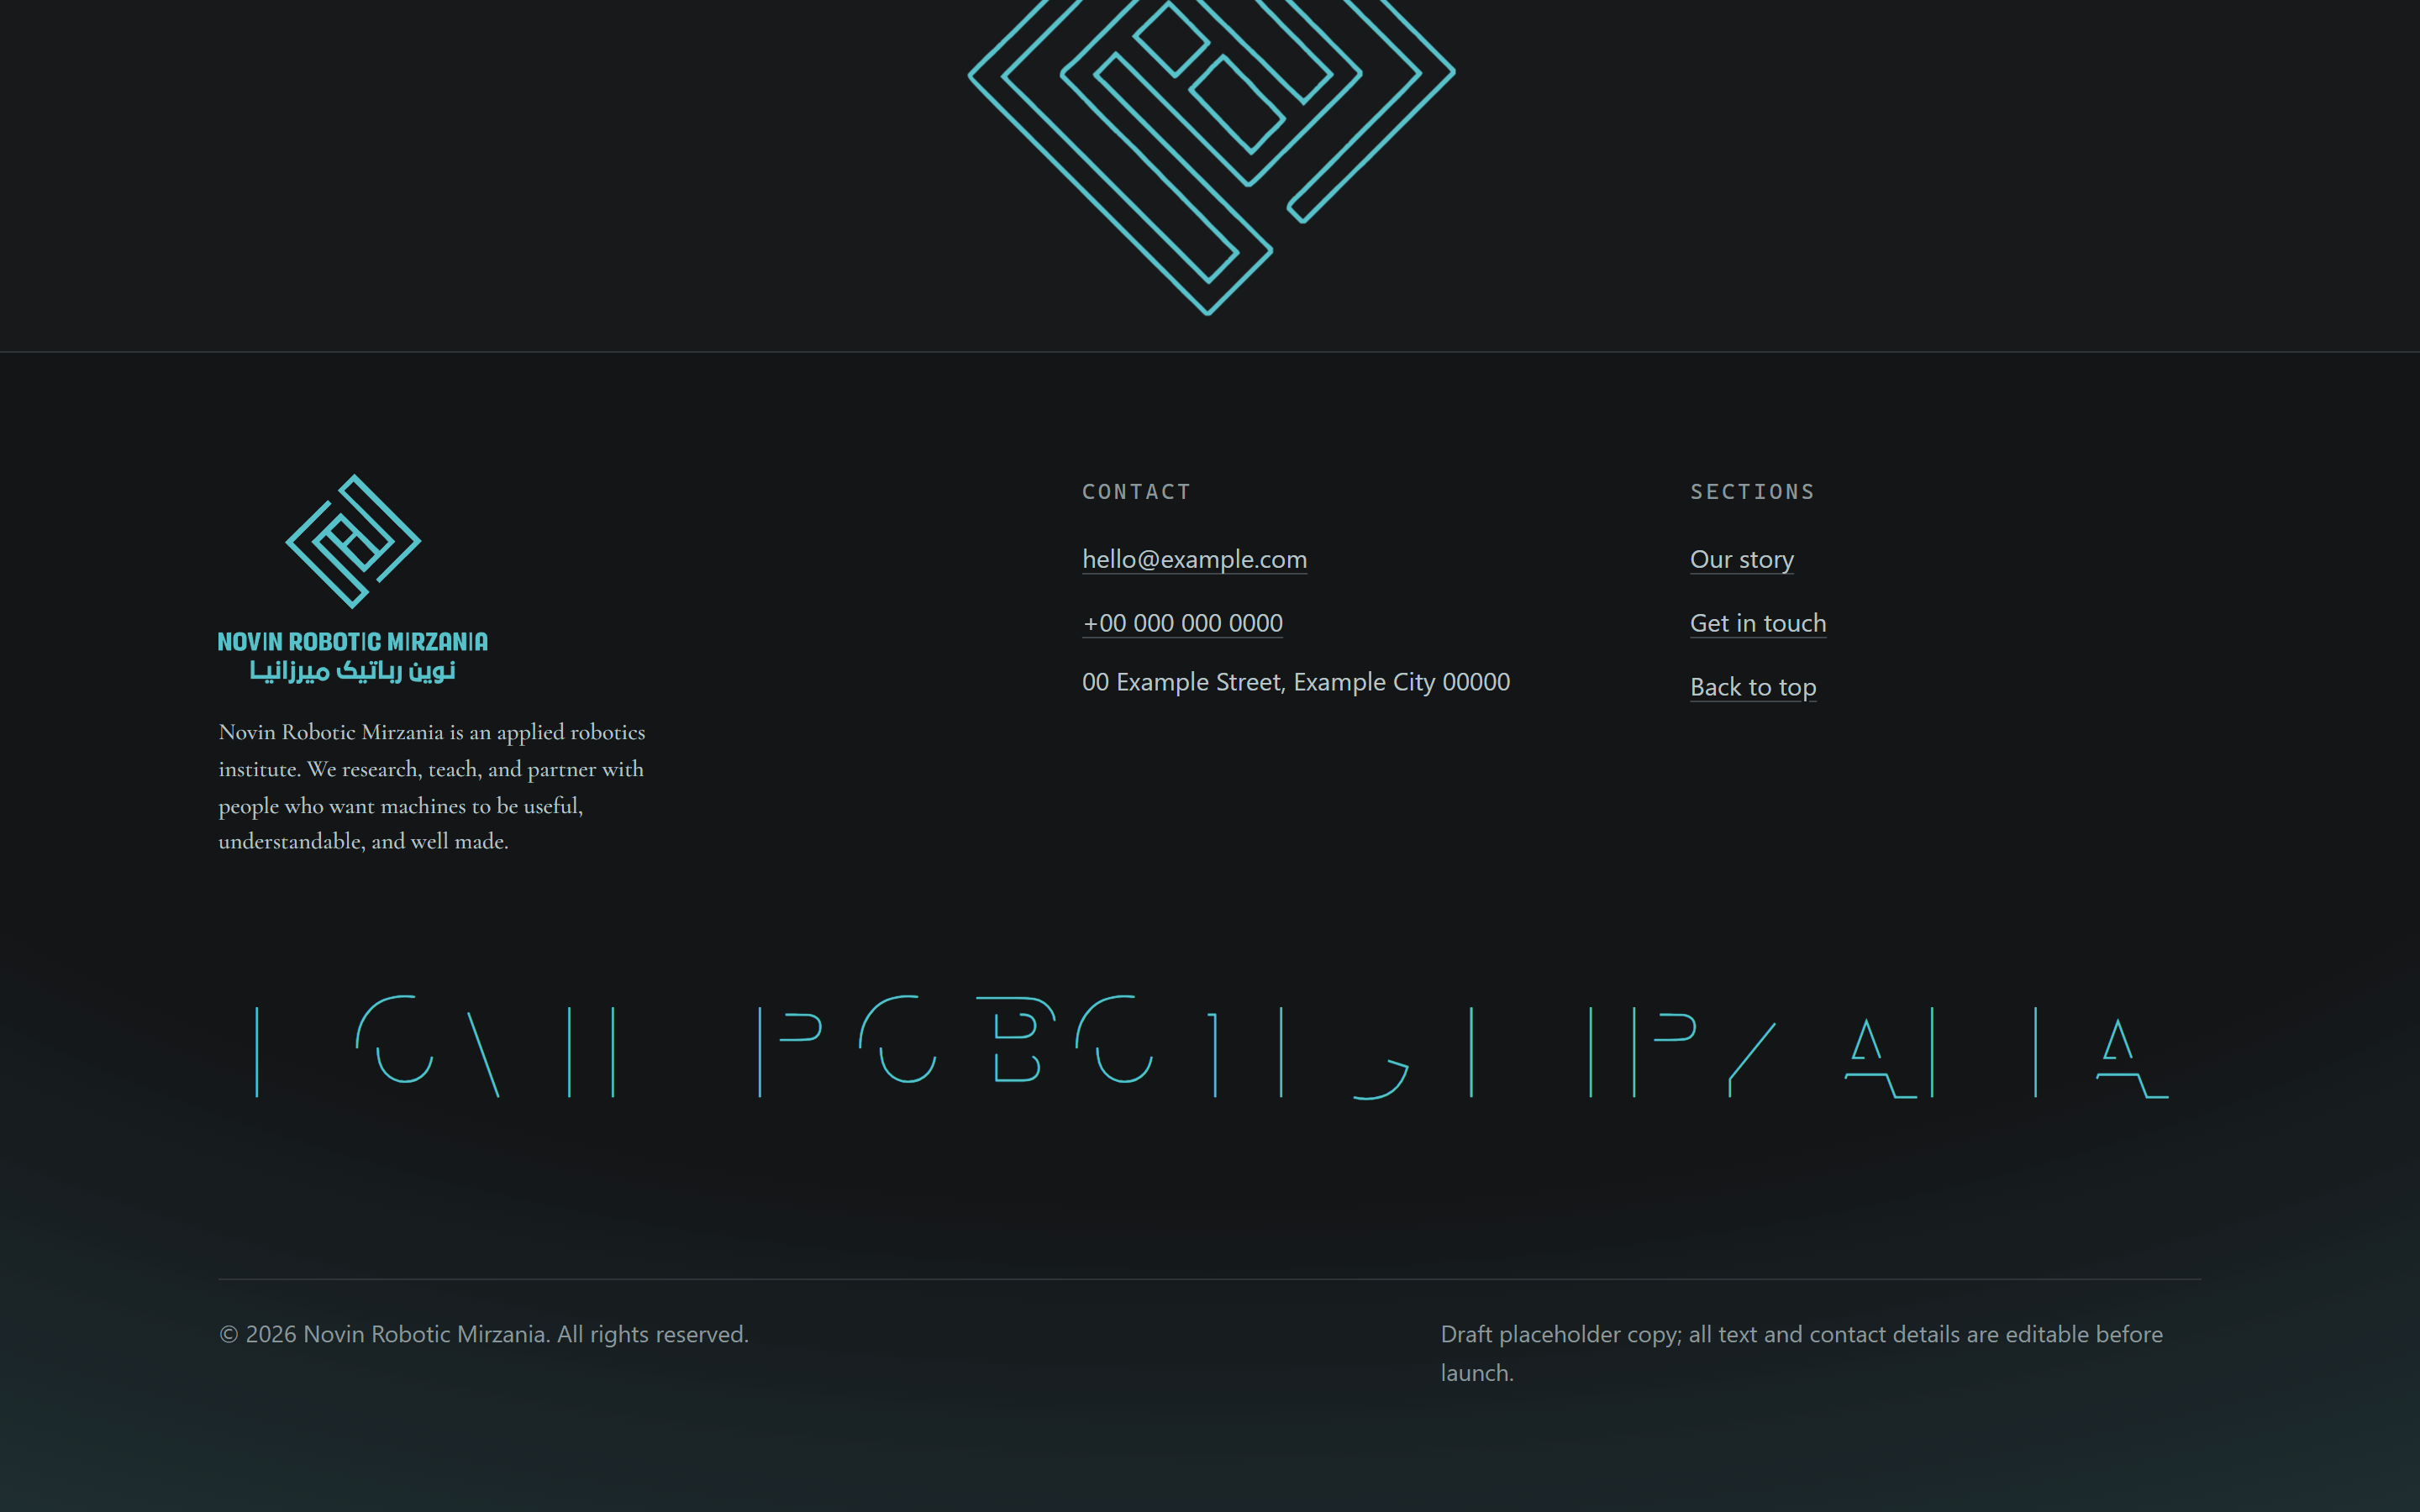 NOVIN ROBOTIC MIRZANIA
نوین رباتیک میرزانیا
Novin Robotic Mirzania is an applied robotics
institute. We research, teach, and partner with
people who want machines to be useful,
understandable, and well made.
CONTACT
hello@example.com
+00 000 000 0000
00 Example Street, Example City 00000
SECTIONS
Our story
Get in touch
Back to top
© 2026 Novin Robotic Mirzania. All rights reserved.
Draft placeholder copy; all text and contact details are editable before
launch.